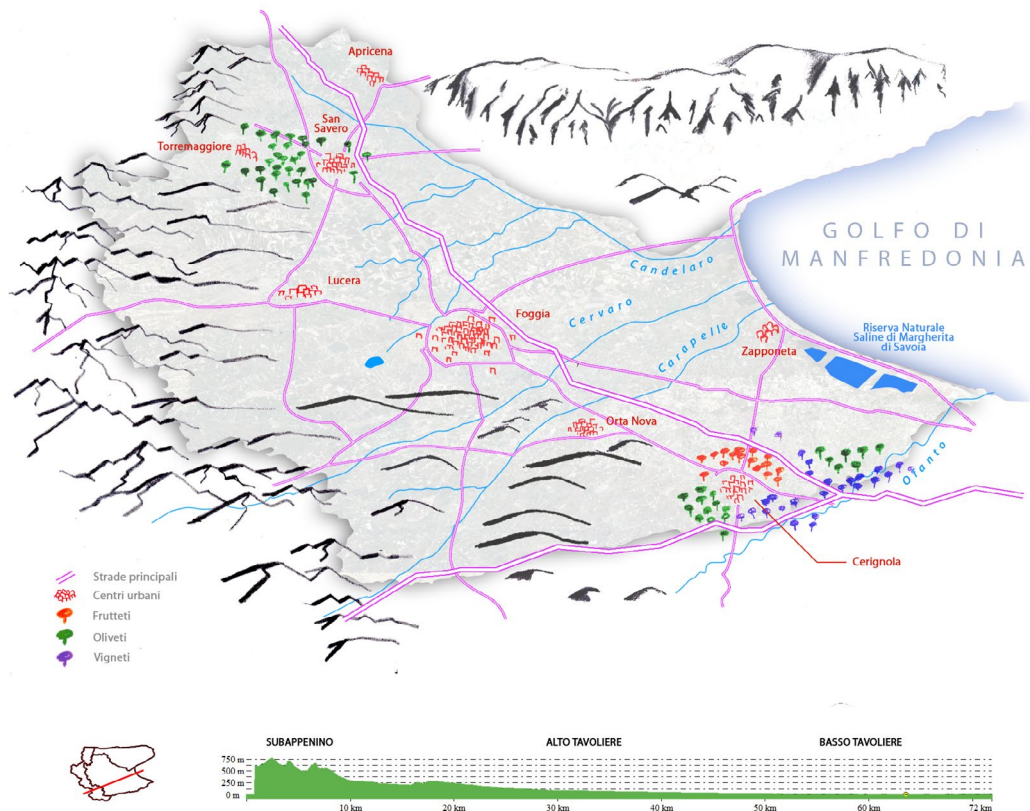 Apricena
San
Savero
Torremaggiore
GOLFO DI
MANFREDONIA
Candelaro
Lucera
Foggia
Cervaro
Carapelle
Riserva Naturale
Saline di Margherita
di Savoia
Zapponeta
Orta Nova
Ofanto
Cerignola
Strade principali
Centri urbani
Frutteti
Oliveti
Vigneti
SUBAPPENINO
ALTO TAVOLIERE
BASSO TAVOLIERE
750 m
500 m
250 m
0 m
10 km
20 km
30 km
40 km
50 km
60 km
72 km